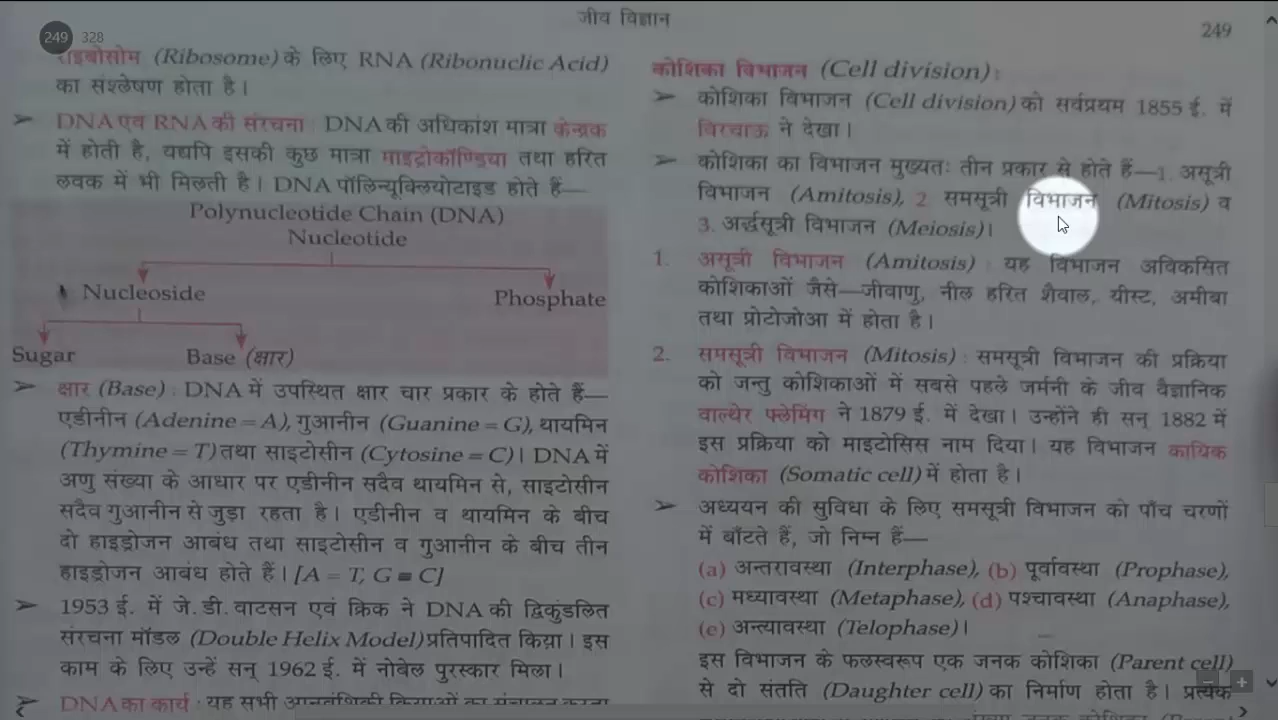 जीव विज्ञान
249
249 328
राइबोसोम (Ribosome) के लिए RNA (Ribonuclic Acid)
का संश्लेषण होता है।
➢ DNA एवं RNA की संरचना : DNA की अधिकांश मात्रा केन्द्रक
में होती है, यद्यपि इसकी कुछ मात्रा माइट्रोकॉण्ड्रिया तथा हरित
लवक में भी मिलती है। DNA पॉलिन्यूक्लियोटाइड होते हैं—
Polynucleotide Chain (DNA)
Nucleotide
Nucleoside Phosphate
Sugar Base (क्षार)
➢ क्षार (Base) : DNA में उपस्थित क्षार चार प्रकार के होते हैं—
एडीनीन (Adenine = A), गुआनीन (Guanine = G), थायमिन
(Thymine = T) तथा साइटोसीन (Cytosine = C)। DNA में
अणु संख्या के आधार पर एडीनीन सदैव थायमिन से, साइटोसीन
सदैव गुआनीन से जुड़ा रहता है। एडीनीन व थायमिन के बीच
दो हाइड्रोजन आबंध तथा साइटोसीन व गुआनीन के बीच तीन
हाइड्रोजन आबंध होते हैं। [A = T, G ≡ C]
➢ 1953 ई. में जे. डी. वाटसन एवं क्रिक ने DNA की द्विकुंडलित
संरचना मॉडल (Double Helix Model) प्रतिपादित किया। इस
काम के लिए उन्हें सन् 1962 ई. में नोबेल पुरस्कार मिला।
➢ DNA का कार्य : यह सभी आनुवंशिकी क्रियाओं का संचालन करता
कोशिका विभाजन (Cell division) :
➢ कोशिका विभाजन (Cell division) को सर्वप्रथम 1855 ई. में
विरचाऊ ने देखा।
➢ कोशिका का विभाजन मुख्यतः तीन प्रकार से होते हैं—1. असूत्री
विभाजन (Amitosis), 2 समसूत्री विभाजन (Mitosis) व
3. अर्द्धसूत्री विभाजन (Meiosis)।
1. असूत्री विभाजन (Amitosis) : यह विभाजन अविकसित
कोशिकाओं जैसे—जीवाणु, नील हरित शैवाल, यीस्ट, अमीबा
तथा प्रोटोजोआ में होता है।
2. समसूत्री विभाजन (Mitosis) : समसूत्री विभाजन की प्रक्रिया
को जन्तु कोशिकाओं में सबसे पहले जर्मनी के जीव वैज्ञानिक
वाल्थेर फ्लेमिंग ने 1879 ई. में देखा। उन्होंने ही सन् 1882 में
इस प्रक्रिया को माइटोसिस नाम दिया। यह विभाजन कायिक
कोशिका (Somatic cell) में होता है।
➢ अध्ययन की सुविधा के लिए समसूत्री विभाजन को पाँच चरणों
में बाँटते हैं, जो निम्न हैं—
(a) अन्तरावस्था (Interphase), (b) पूर्वावस्था (Prophase),
(c) मध्यावस्था (Metaphase), (d) पश्चावस्था (Anaphase),
(e) अन्त्यावस्था (Telophase)।
इस विभाजन के फलस्वरूप एक जनक कोशिका (Parent cell)
से दो संतति (Daughter cell) का निर्माण होता है। प्रत्येक